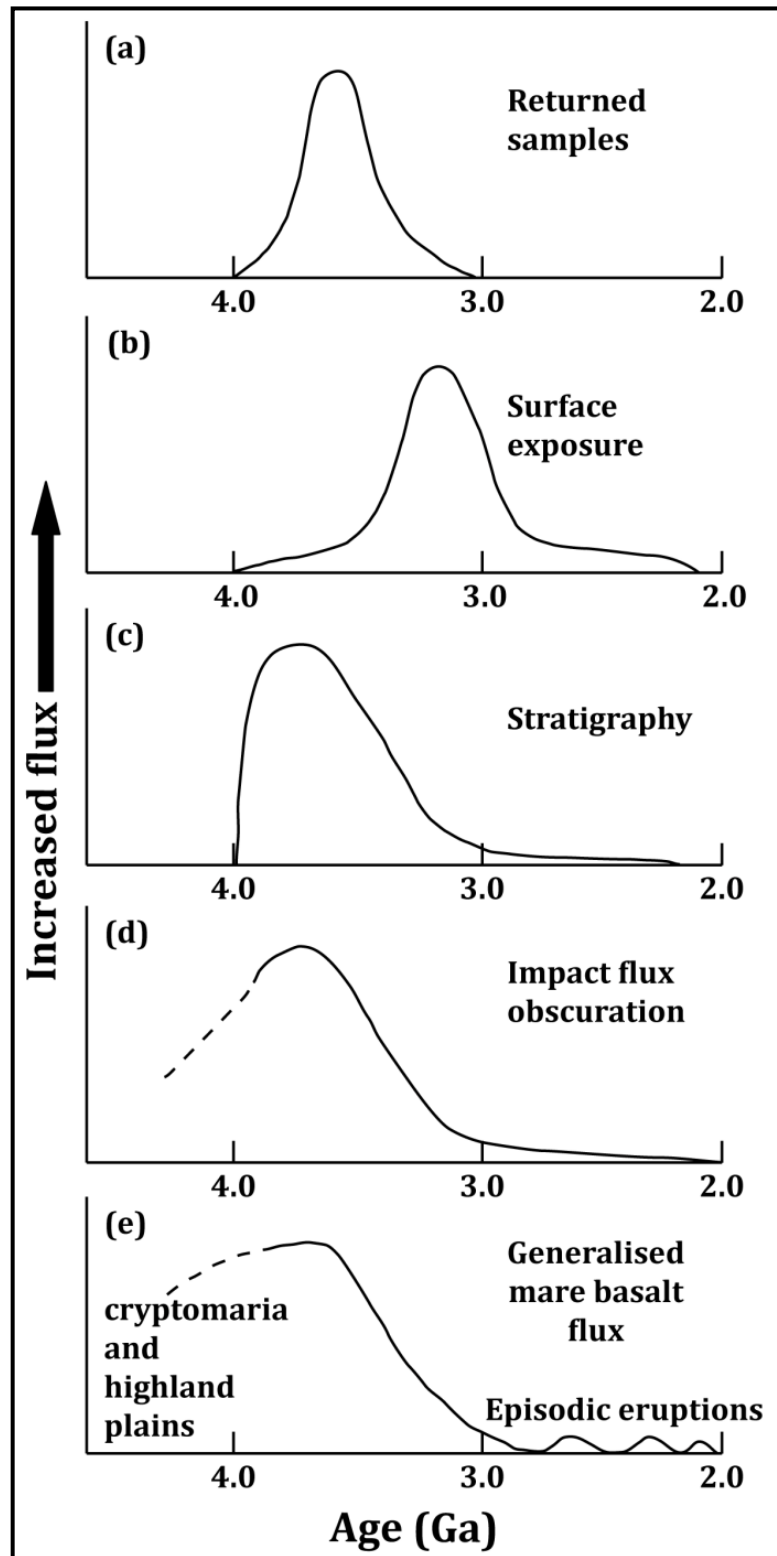 (a)
Returned
samples
4.0 3.0 2.0
(b)
Surface
exposure
4.0 3.0 2.0
(c)
Stratigraphy
4.0 3.0 2.0
(d)
Impact flux
obscuration
4.0 3.0 2.0
(e)
Generalised
mare basalt
flux
cryptomaria
and
highland
plains
Episodic eruptions
4.0 3.0 2.0
Age (Ga)
Increased flux